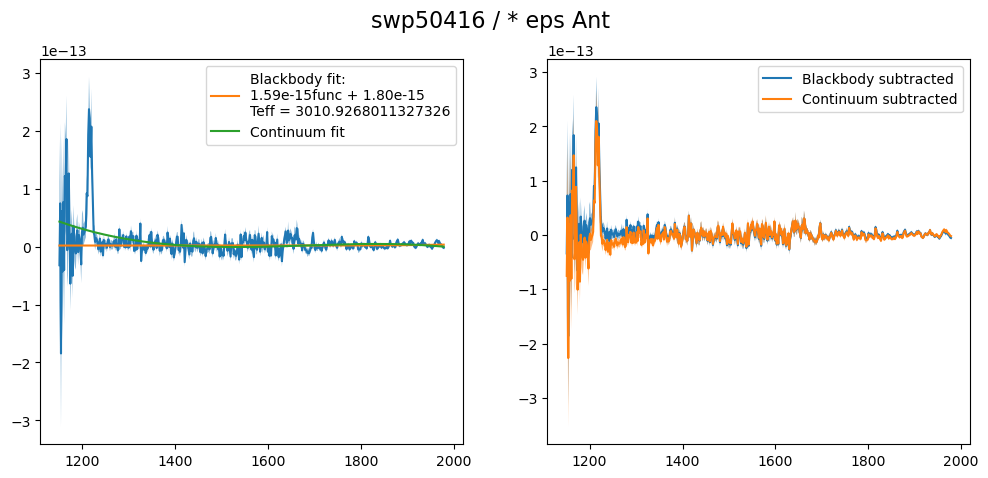 swp50416 / * eps Ant
1e−13
Blackbody fit:
1.59e-15func + 1.80e-15
Teff = 3010.9268011327326
Continuum fit
3
2
1
0
−1
−2
−3
1200 1400 1600 1800 2000
1e−13
Blackbody subtracted
Continuum subtracted
3
2
1
0
−1
−2
−3
1200 1400 1600 1800 2000